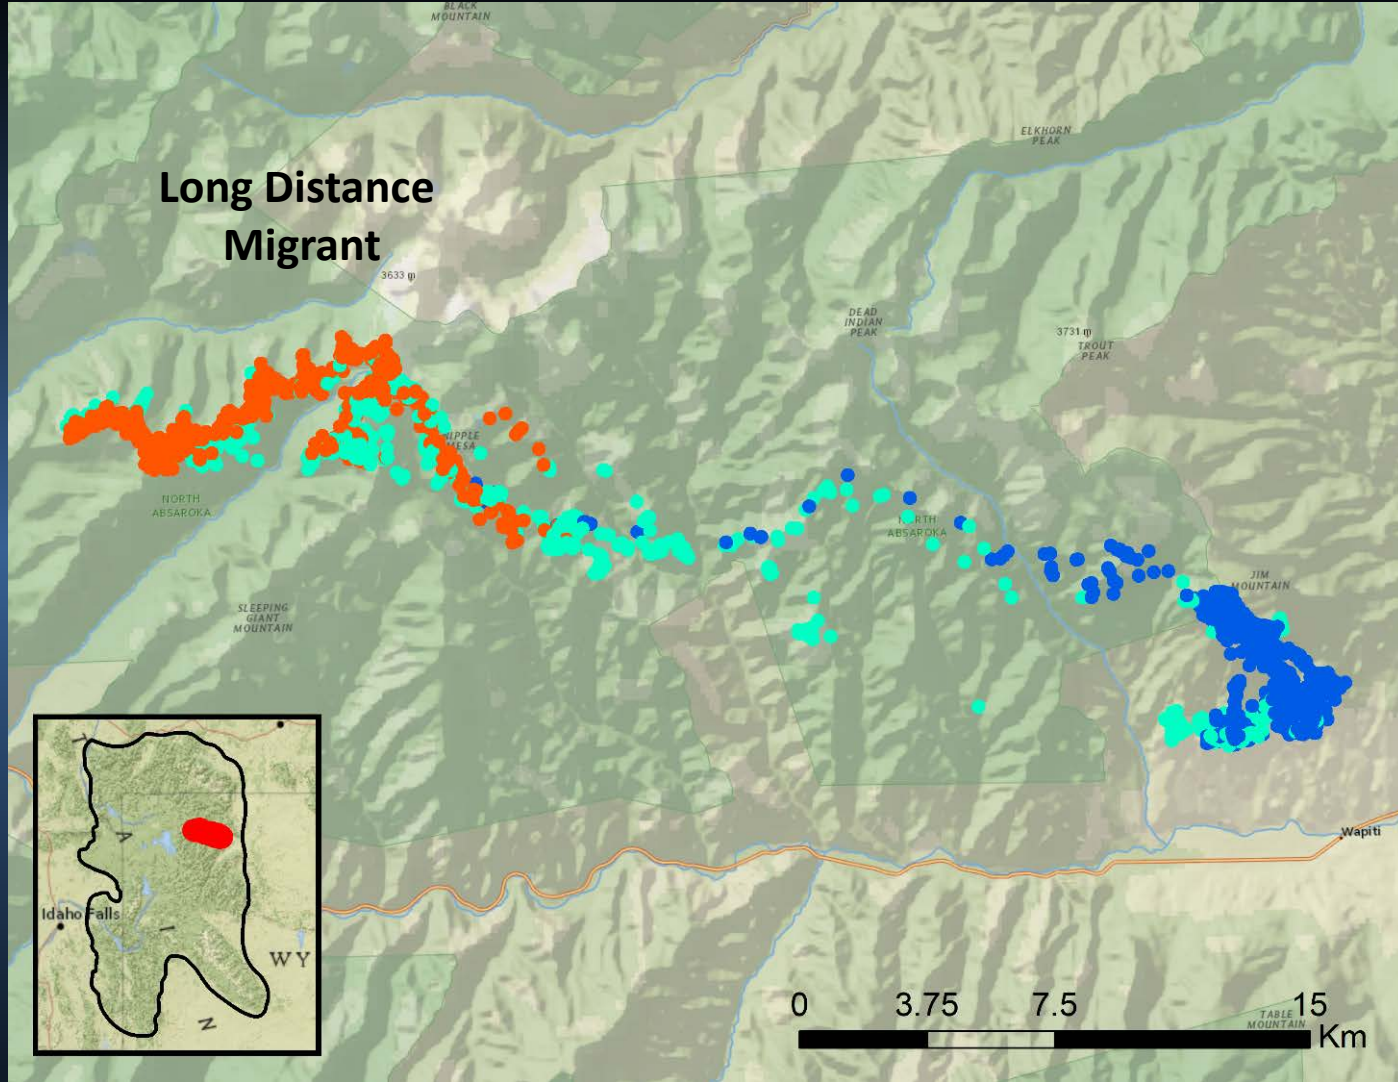 BLACK
MOUNTAIN
ELKHORN
PEAK
Long Distance
Migrant
3633 m
DEAD
INDIAN
PEAK
3731 m
TROUT
PEAK
NORTH
ABSAROKA
ABSAROKA
JIM
MOUNTAIN
SLEEPING
GIANT
MOUNTAIN
Wapiti
A
I
N
Idaho Falls
WY
0 3.75 7.5 15
Km
TABLE
MOUNTAIN